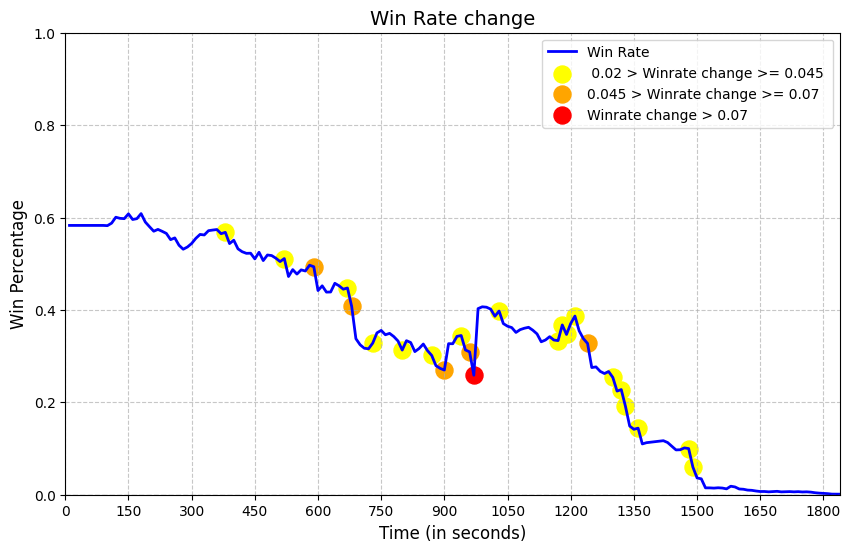 Win Rate change
Win Rate
0.02 > Winrate change >= 0.045
0.045 > Winrate change >= 0.07
Winrate change > 0.07
Win Percentage
1.0
0.8
0.6
0.4
0.2
0.0
0 150 300 450 600 750 900 1050 1200 1350 1500 1650 1800
Time (in seconds)